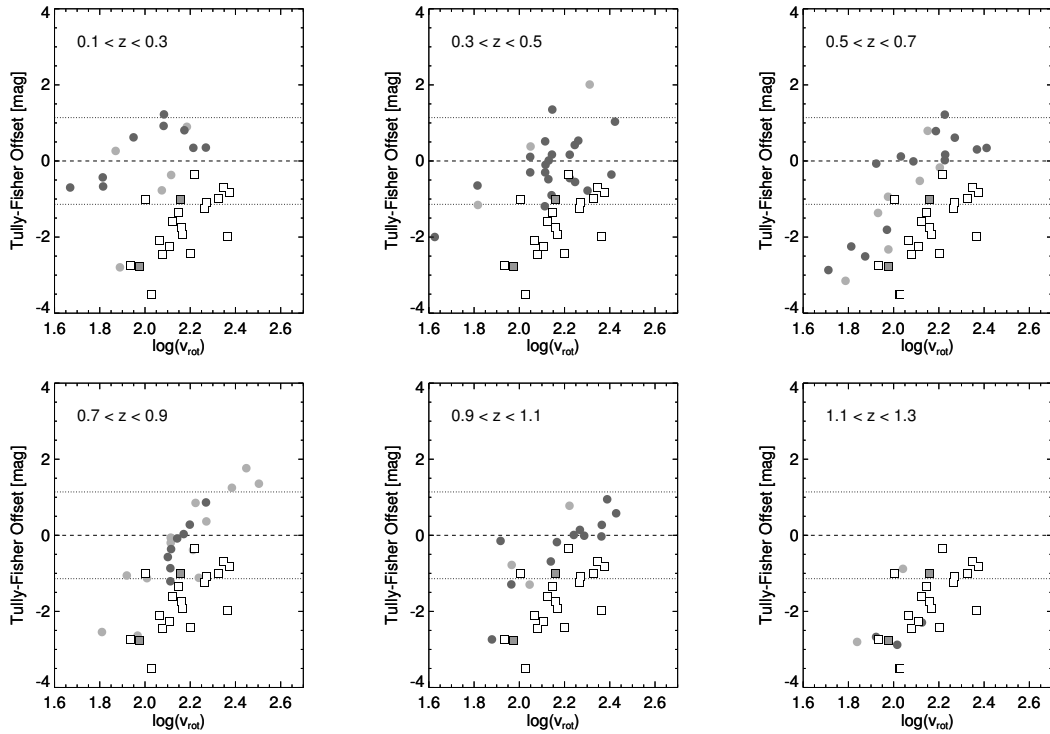 0.1 < z < 0.3
0.3 < z < 0.5
0.5 < z < 0.7
Tully-Fisher Offset [mag]
Tully-Fisher Offset [mag]
Tully-Fisher Offset [mag]
4
2
0
-2
-4
4
2
0
-2
-4
4
2
0
-2
-4
1.6 1.8 2.0 2.2 2.4 2.6
1.6 1.8 2.0 2.2 2.4 2.6
1.6 1.8 2.0 2.2 2.4 2.6
log(vrot)
log(vrot)
log(vrot)
0.7 < z < 0.9
0.9 < z < 1.1
1.1 < z < 1.3
Tully-Fisher Offset [mag]
Tully-Fisher Offset [mag]
Tully-Fisher Offset [mag]
4
2
0
-2
-4
4
2
0
-2
-4
4
2
0
-2
-4
1.6 1.8 2.0 2.2 2.4 2.6
1.6 1.8 2.0 2.2 2.4 2.6
1.6 1.8 2.0 2.2 2.4 2.6
log(vrot)
log(vrot)
log(vrot)